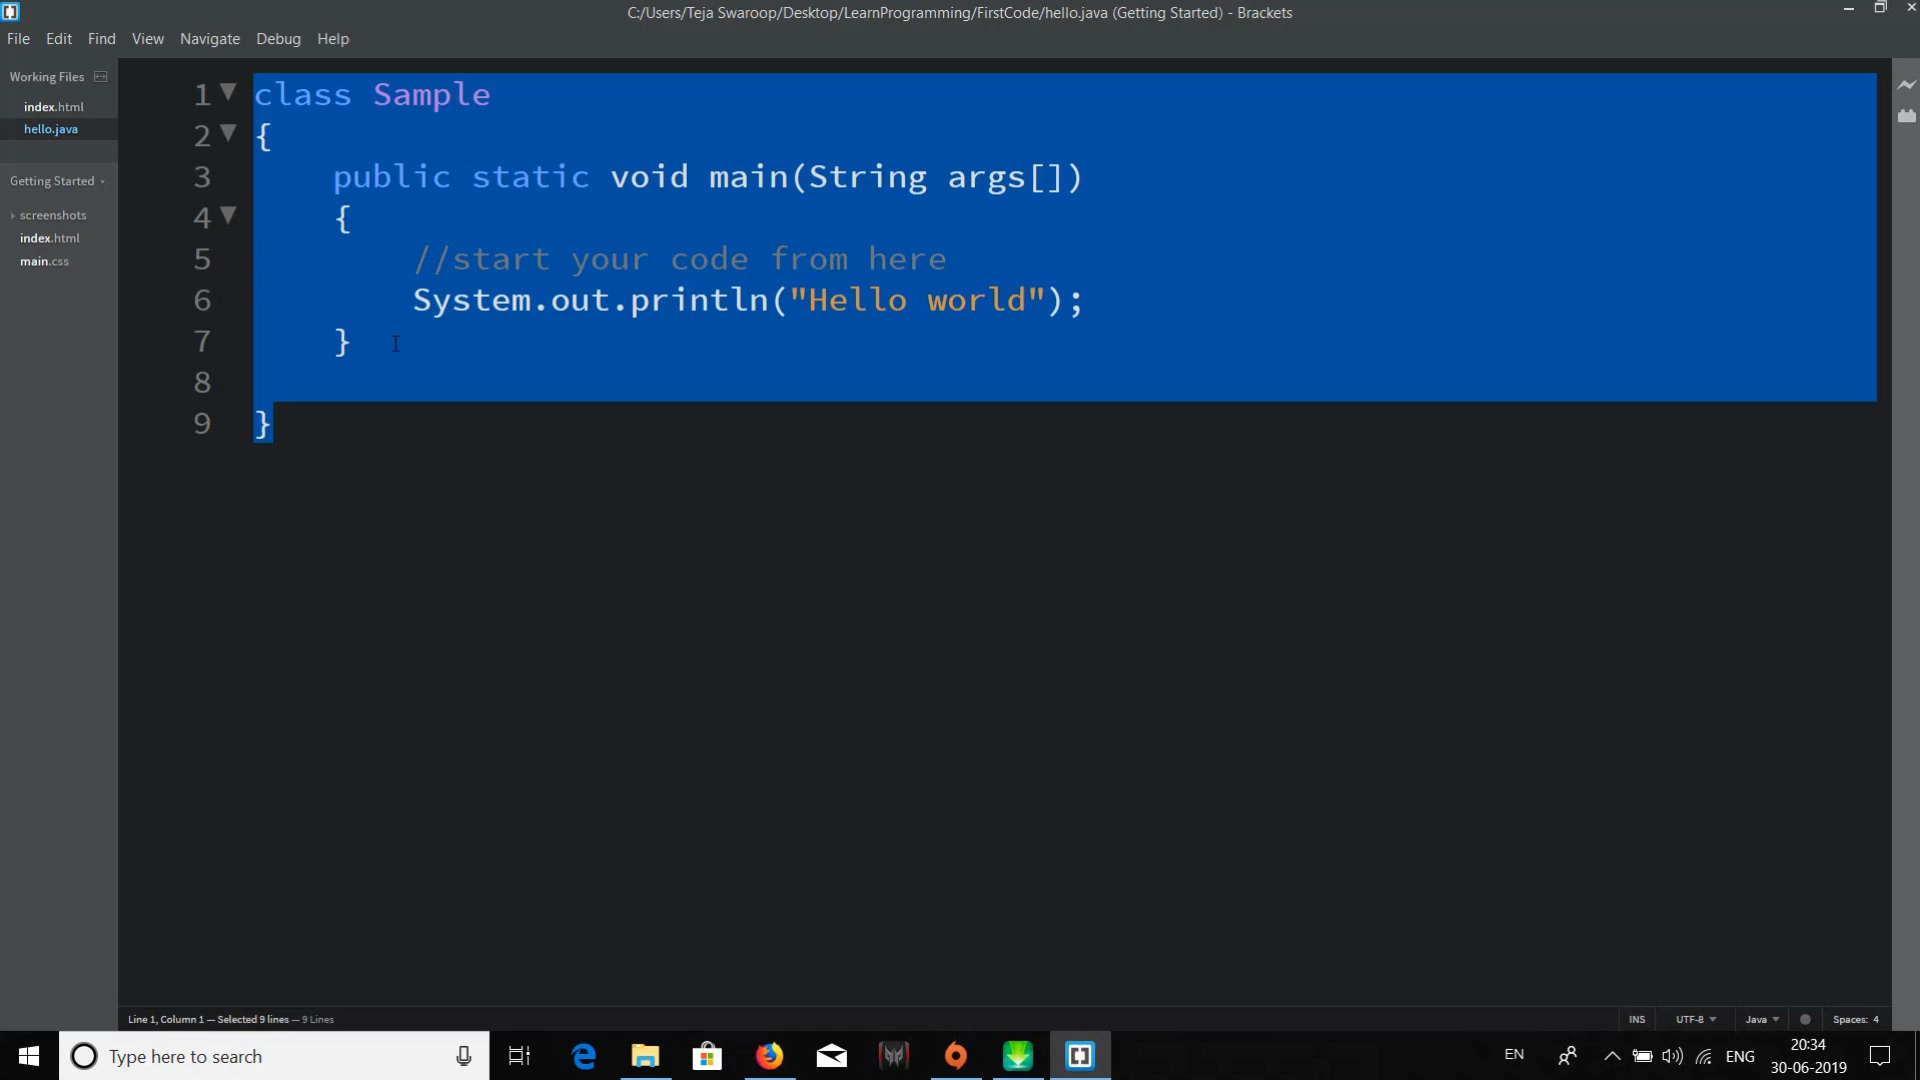 C:/Users/Teja Swaroop/Desktop/LearnProgramming/FirstCode/hello.java (Getting Started) - Brackets
File Edit Find View Navigate Debug Help
Working Files
index.html
hello.java
Getting Started
screenshots
index.html
main.css
1 class Sample
2 {
3 public static void main(String args[])
4 {
5 //start your code from here
6 System.out.println("Hello world");
7 }
8
9 }
Line 1, Column 1 — Selected 9 lines — 9 Lines
INS UTF-8 Java Spaces: 4
Type here to search
EN
ENG
20:34
30-06-2019